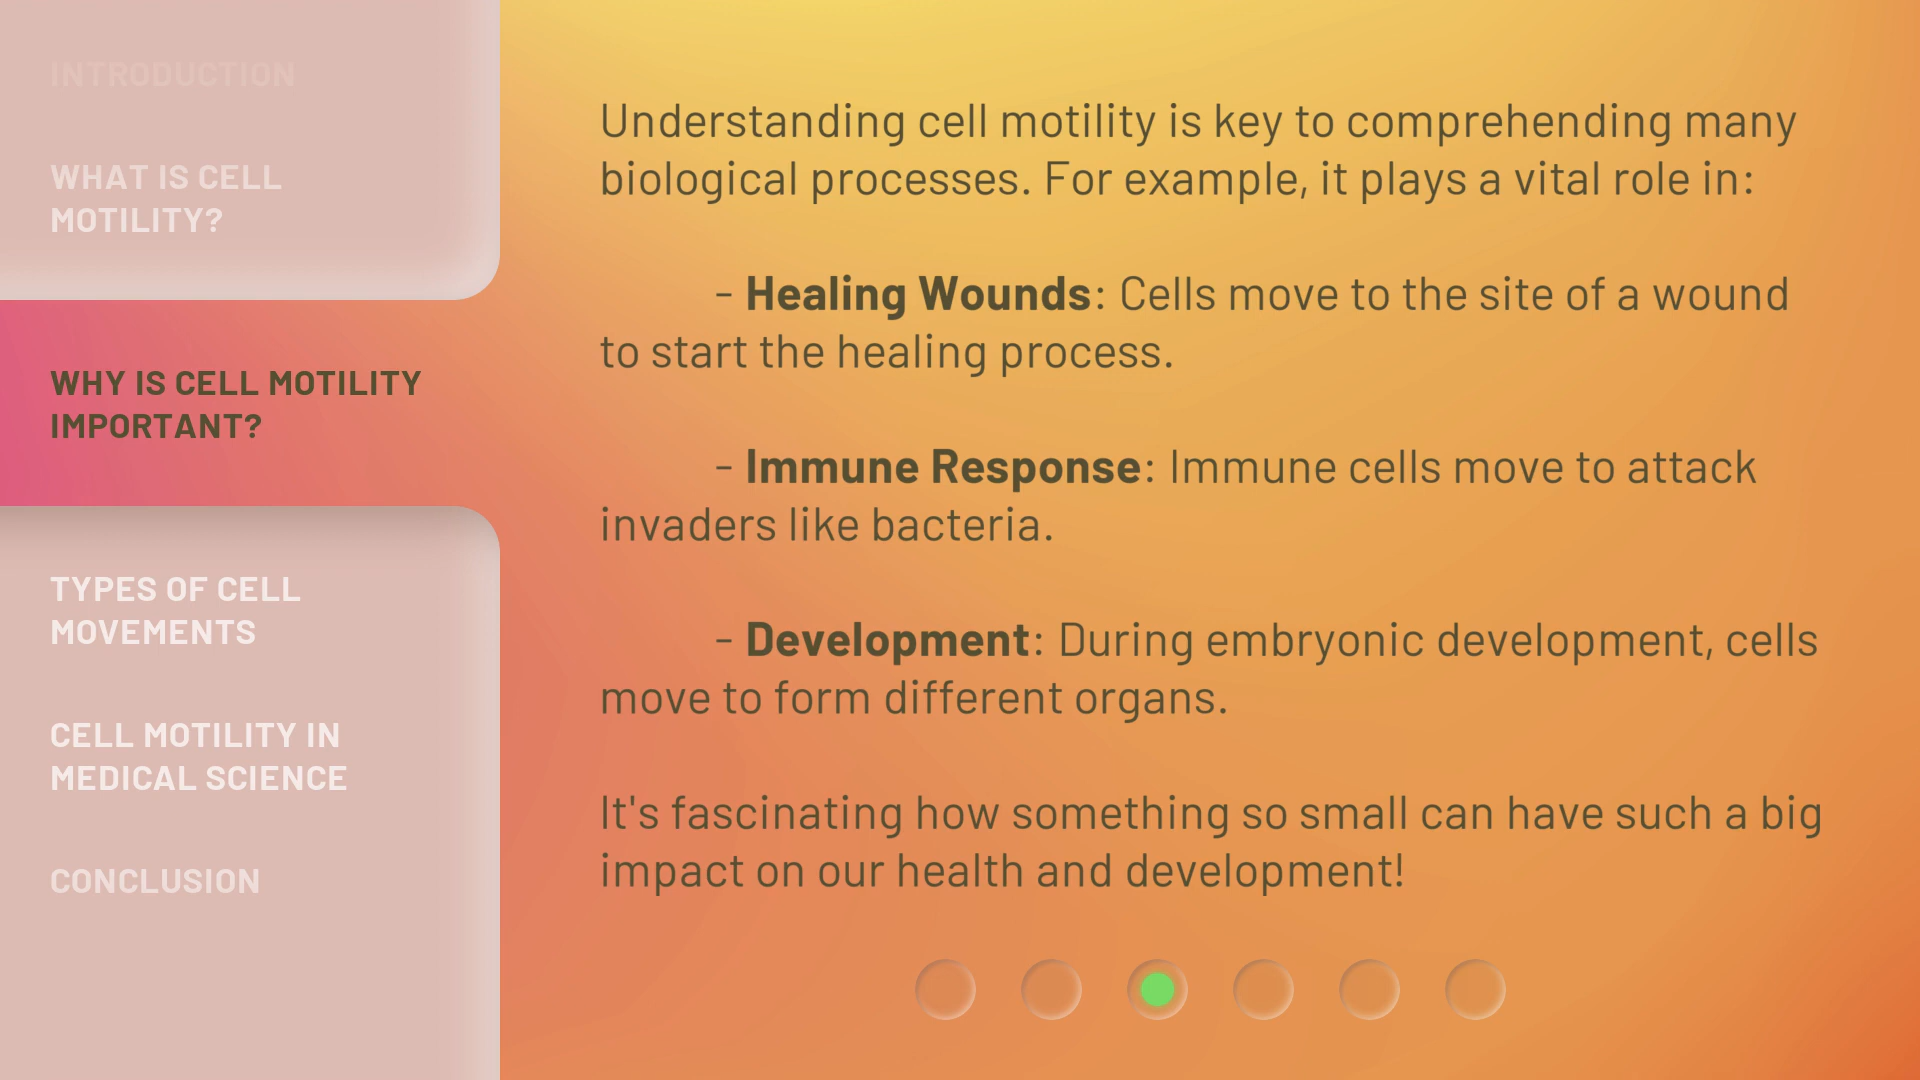 INTRODUCTION
WHAT IS CELL
MOTILITY?
WHY IS CELL MOTILITY
IMPORTANT?
TYPES OF CELL
MOVEMENTS
CELL MOTILITY IN
MEDICAL SCIENCE
CONCLUSION
Understanding cell motility is key to comprehending many
biological processes. For example, it plays a vital role in:
- Healing Wounds: Cells move to the site of a wound
to start the healing process.
- Immune Response: Immune cells move to attack
invaders like bacteria.
- Development: During embryonic development, cells
move to form different organs.
It's fascinating how something so small can have such a big
impact on our health and development!